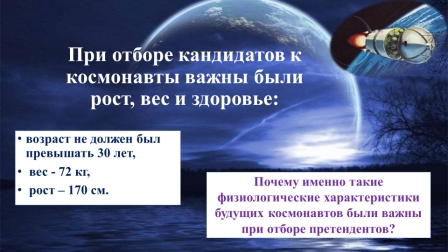 При отборе кандидатов к
космонавты важны были
рост, вес и здоровье:
• возраст не должен был
превышать 30 лет,
• вес - 72 кг,
• рост – 170 см.
Почему именно такие
физиологические характеристики
будущих космонавтов были важны
при отборе претендентов?